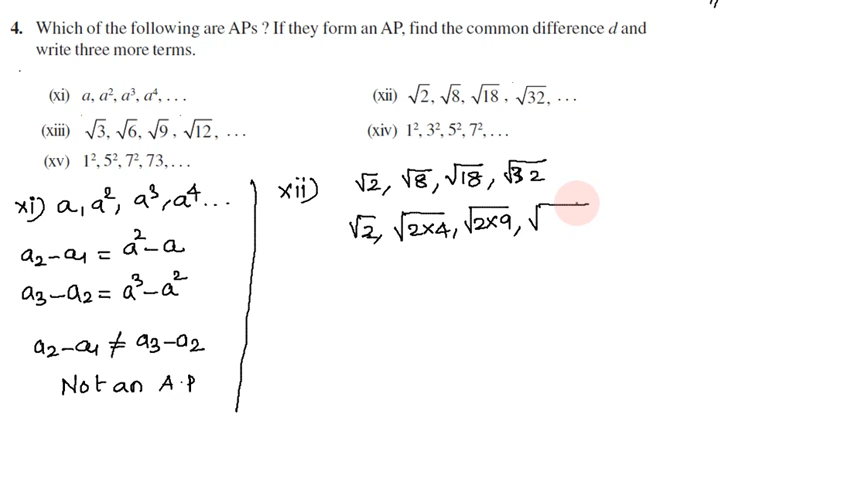 4. Which of the following are APs ? If they form an AP, find the common difference d and
write three more terms.
(xi) a, a², a³, a⁴, . . .
(xii) √2, √8, √18 , √32, . . .
(xiii) √3, √6, √9 , √12, . . .
(xiv) 1², 3², 5², 7², . . .
(xv) 1², 5², 7², 73, . . .
xi) a, a², a³, a⁴ . . .
a₂ – a₁ = a² – a
a₃ – a₂ = a³ – a²
a₂ – a₁ ≠ a₃ – a₂
Not an A.P
xii) √2, √8, √18, √32
√2, √2×4, √2×9, √